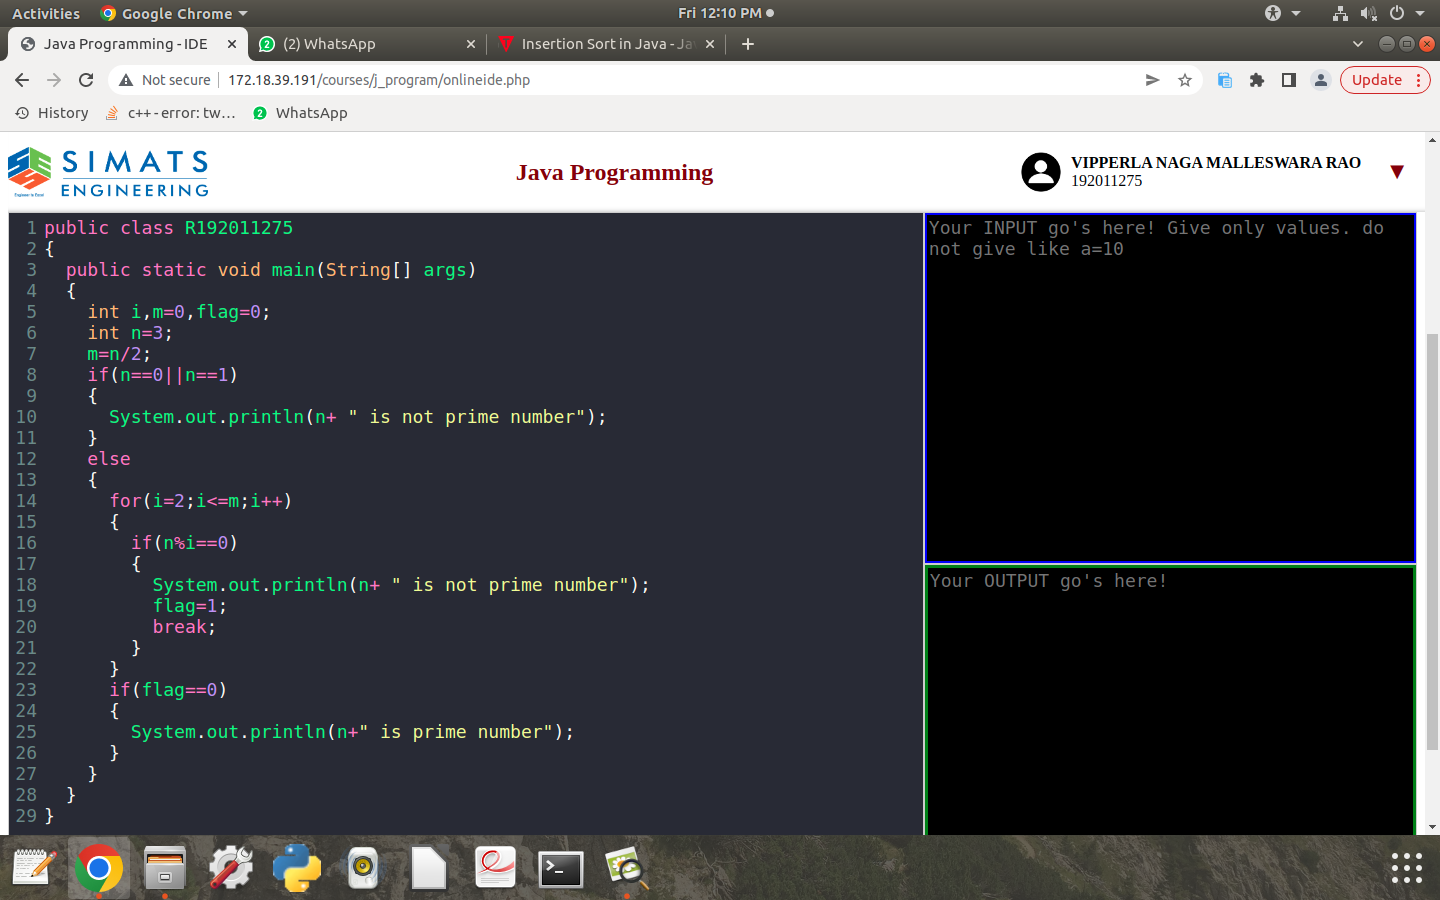 Activities Google Chrome Fri 12:10 PM
Java Programming - IDE (2) WhatsApp Insertion Sort in Java - Ja
Not secure 172.18.39.191/courses/j_program/onlineide.php Update
History c++ - error: tw… WhatsApp
SIMATS
ENGINEERING
Java Programming
VIPPERLA NAGA MALLESWARA RAO
192011275
1 public class R192011275
2 {
3 public static void main(String[] args)
4 {
5 int i,m=0,flag=0;
6 int n=3;
7 m=n/2;
8 if(n==0||n==1)
9 {
10 System.out.println(n+ " is not prime number");
11 }
12 else
13 {
14 for(i=2;i<=m;i++)
15 {
16 if(n%i==0)
17 {
18 System.out.println(n+ " is not prime number");
19 flag=1;
20 break;
21 }
22 }
23 if(flag==0)
24 {
25 System.out.println(n+" is prime number");
26 }
27 }
28 }
29 }
Your INPUT go's here! Give only values. do
not give like a=10
Your OUTPUT go's here!